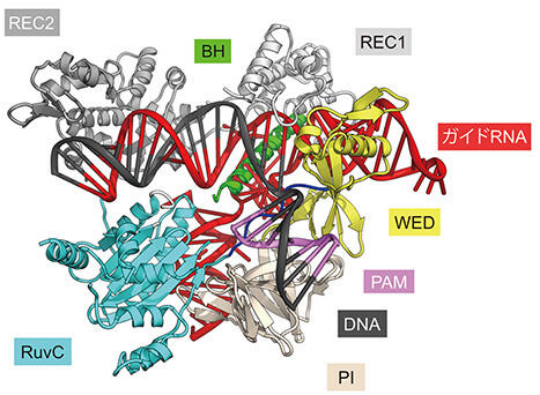 REC2
BH
REC1
ガイドRNA
WED
PAM
DNA
RuvC
PI